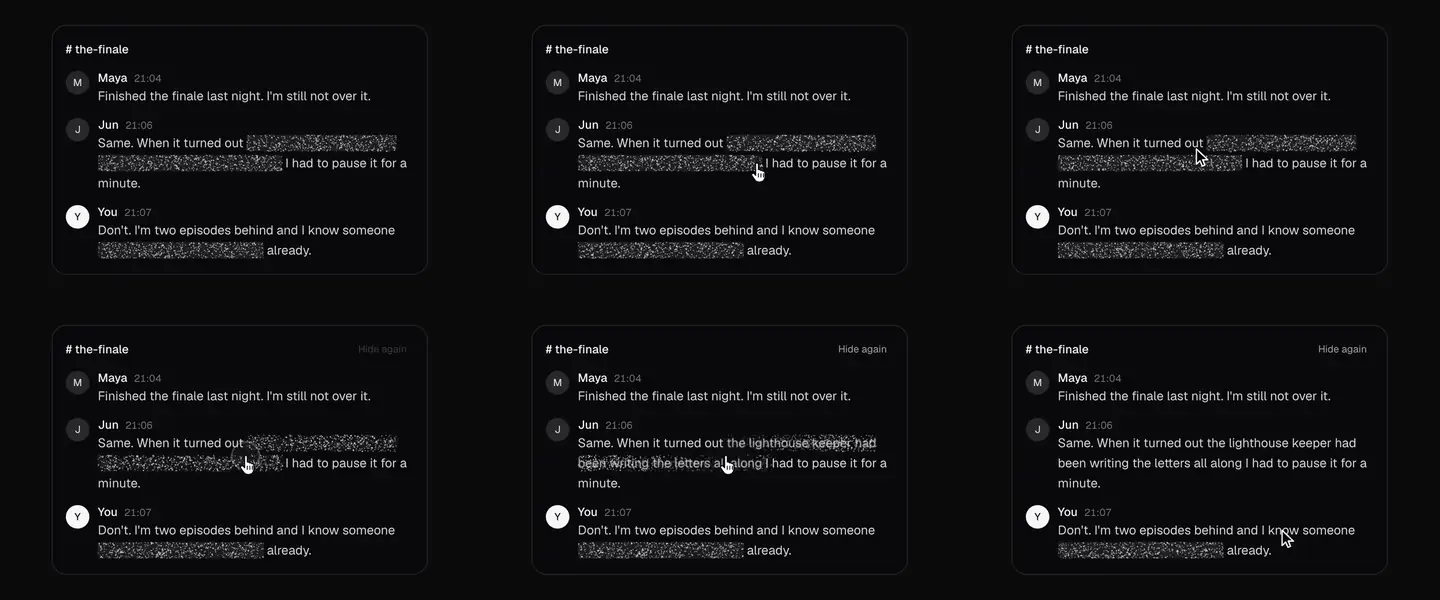 # the-finale
M
Maya 21:04
Finished the finale last night. I'm still not over it.
J
Jun 21:06
Same. When it turned out
I had to pause it for a
minute.
Y
You 21:07
Don't. I'm two episodes behind and I know someone
already.
# the-finale
M
Maya 21:04
Finished the finale last night. I'm still not over it.
J
Jun 21:06
Same. When it turned out
I had to pause it for a
minute.
Y
You 21:07
Don't. I'm two episodes behind and I know someone
already.
# the-finale
M
Maya 21:04
Finished the finale last night. I'm still not over it.
J
Jun 21:06
Same. When it turned out
I had to pause it for a
minute.
Y
You 21:07
Don't. I'm two episodes behind and I know someone
already.
# the-finale Hide again
M
Maya 21:04
Finished the finale last night. I'm still not over it.
J
Jun 21:06
Same. When it turned out
I had to pause it for a
minute.
Y
You 21:07
Don't. I'm two episodes behind and I know someone
already.
# the-finale Hide again
M
Maya 21:04
Finished the finale last night. I'm still not over it.
J
Jun 21:06
Same. When it turned out the lighthouse keeper had
been writing the letters all along I had to pause it for a
minute.
Y
You 21:07
Don't. I'm two episodes behind and I know someone
already.
# the-finale Hide again
M
Maya 21:04
Finished the finale last night. I'm still not over it.
J
Jun 21:06
Same. When it turned out the lighthouse keeper had
been writing the letters all along I had to pause it for a
minute.
Y
You 21:07
Don't. I'm two episodes behind and I know someone
already.